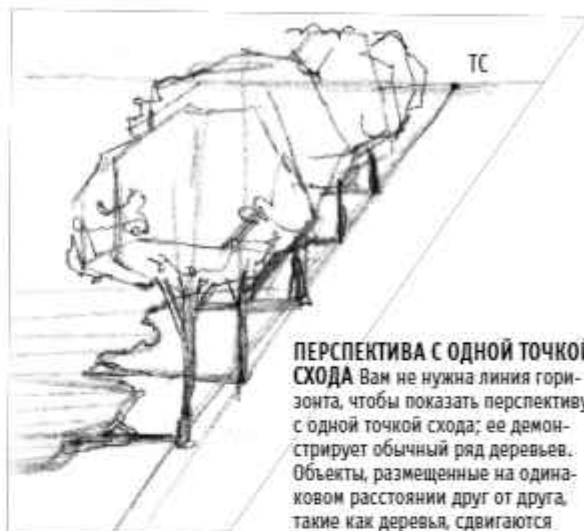 ТС
ПЕРСПЕКТИВА С ОДНОЙ ТОЧКОЙ
СХОДА Вам не нужна линия гори-
зонта, чтобы показать перспективу
с одной точкой схода; ее демон-
стрирует обычный ряд деревьев.
Объекты, размещенные на одина-
ковом расстоянии друг от друга,
такие как деревья, сдвигаются